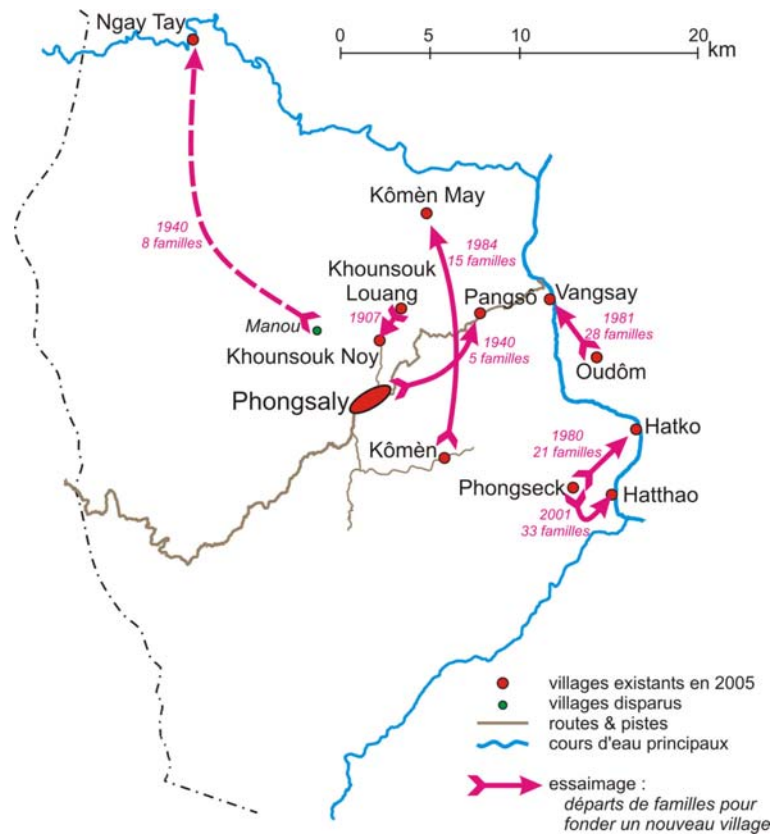 Ngay Tay
0 5 10 20
km
Kômèn May
1940
8 familles
1984
15 familles
Khounsouk
Louang
Pangsô
Vangsay
1907
Manou
1981
28 familles
1940
5 familles
Khounsouk Noy
Oudôm
Phongsaly
Hatko
Kômèn
1980
21 familles
Phongseck
Hatthao
2001
33 familles
villages existants en 2005
villages disparus
routes & pistes
cours d'eau principaux
essaimage :
départs de familles pour
fonder un nouveau village